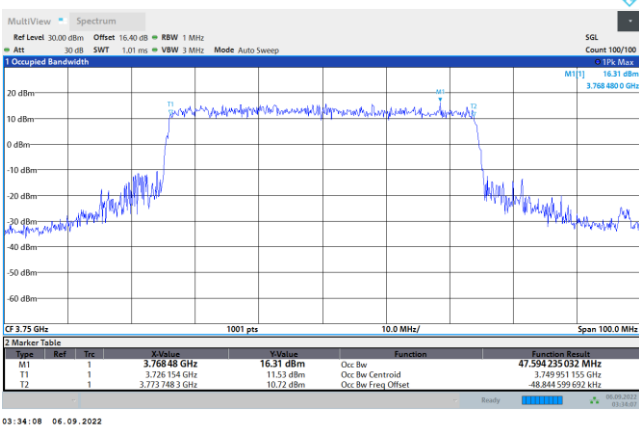 MultiView Spectrum
Ref Level 30.00 dBm Offset 16.40 dB RBW 1 MHz SGL
Att 30 dB SWT 1.01 ms VBW 3 MHz Mode Auto Sweep Count 100/100
1 Occupied Bandwidth 1Pk Max
M1[1] 16.31 dBm
3.768 480 0 GHz
M1
20 dBm
T1 T2
10 dBm
0 dBm
-10 dBm
-20 dBm
-30 dBm
-40 dBm
-50 dBm
-60 dBm
CF 3.75 GHz 1001 pts 10.0 MHz/ Span 100.0 MHz
2 Marker Table
Type Ref Trc X-Value Y-Value Function Function Result
M1 1 3.768 48 GHz 16.31 dBm Occ Bw 47.594 235 032 MHz
T1 1 3.726 154 GHz 11.53 dBm Occ Bw Centroid 3.749 951 155 GHz
T2 1 3.773 748 3 GHz 10.72 dBm Occ Bw Freq Offset -48.844 599 692 kHz
Ready 06.09.2022
03:34:07
03:34:08 06.09.2022